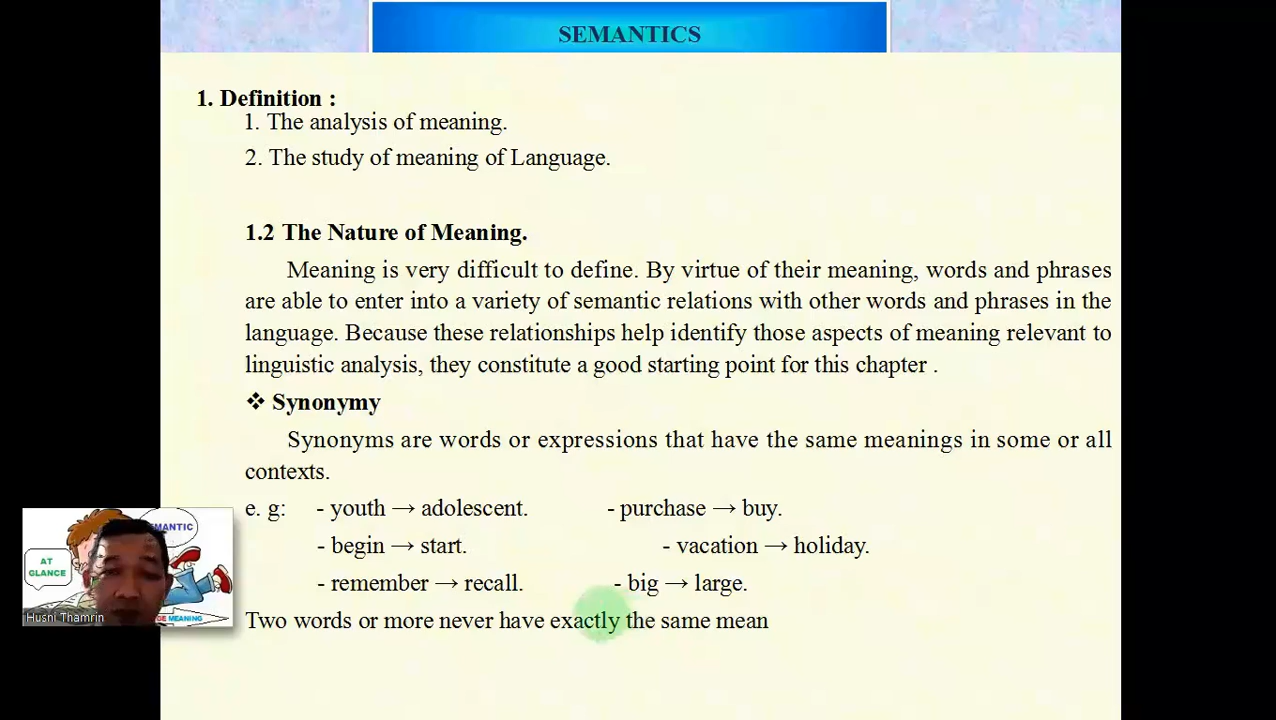 SEMANTICS
1. Definition :
1. The analysis of meaning.
2. The study of meaning of Language.
1.2 The Nature of Meaning.
Meaning is very difficult to define. By virtue of their meaning, words and phrases
are able to enter into a variety of semantic relations with other words and phrases in the
language. Because these relationships help identify those aspects of meaning relevant to
linguistic analysis, they constitute a good starting point for this chapter .
❖ Synonymy
Synonyms are words or expressions that have the same meanings in some or all
contexts.
e. g: - youth → adolescent. - purchase → buy.
- begin → start. - vacation → holiday.
- remember → recall. - big → large.
Two words or more never have exactly the same mean
AT
GLANCE
Husni Thamrin
MEANING